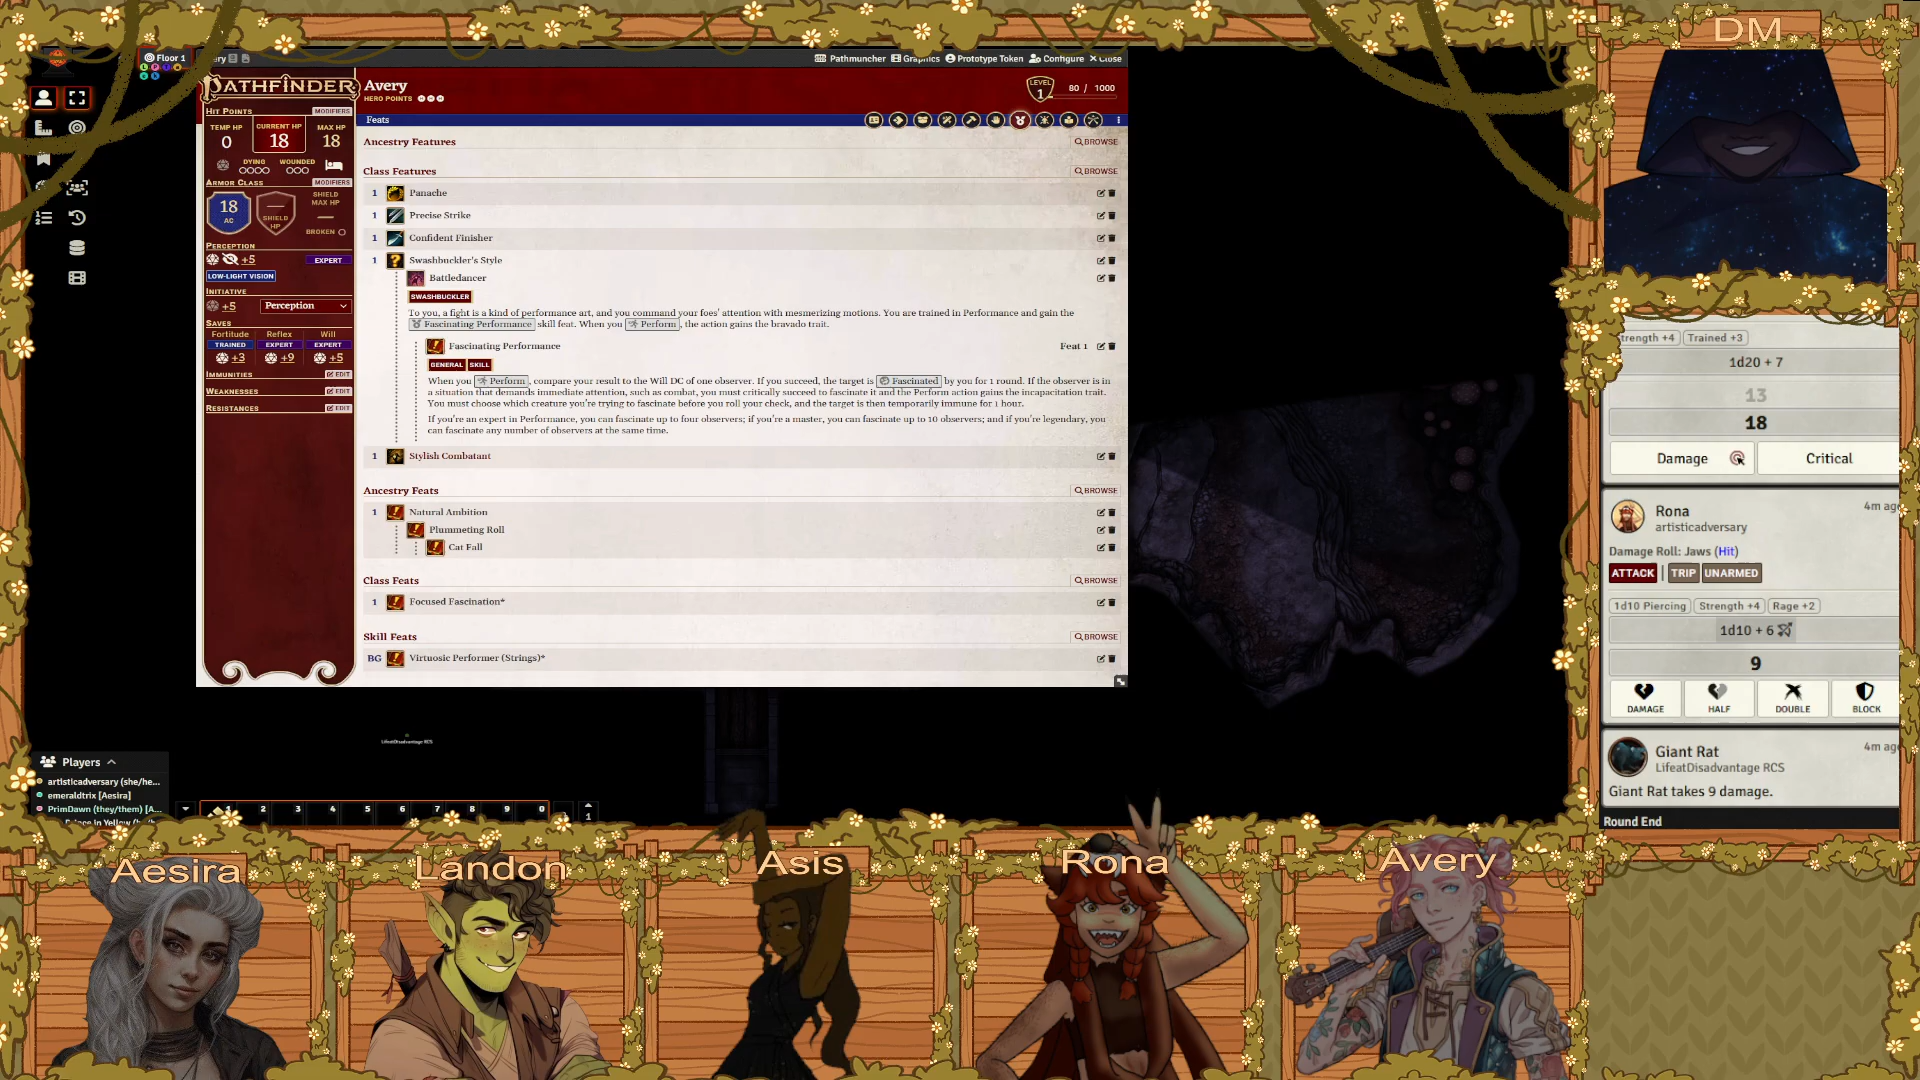 DM
Floor 1
Pathmuncher
Graphics
Prototype Token
Configure
Close
PATHFINDER
Avery
HERO POINTS
LEVEL
1
80 / 1000
Feats
HIT POINTS
MODIFIERS
TEMP HP
0
CURRENT HP
18
MAX HP
18
DYING
WOUNDED
ARMOR CLASS
MODIFIERS
18
AC
SHIELD
HP
SHIELD
MAX HP
BROKEN
PERCEPTION
+5
EXPERT
LOW-LIGHT VISION
INITIATIVE
+5
Perception
SAVES
Fortitude
Reflex
Will
TRAINED
EXPERT
EXPERT
+3
+9
+5
IMMUNITIES
EDIT
WEAKNESSES
EDIT
RESISTANCES
EDIT
Ancestry Features
BROWSE
Class Features
BROWSE
1 Panache
1 Precise Strike
1 Confident Finisher
1 Swashbuckler's Style
Battledancer
SWASHBUCKLER
To you, a fight is a kind of performance art, and you command your foes' attention with mesmerizing motions. You are trained in Performance and gain the
Fascinating Performance skill feat. When you Perform, the action gains the bravado trait.
Fascinating Performance
Feat 1
GENERAL SKILL
When you Perform, compare your result to the Will DC of one observer. If you succeed, the target is Fascinated by you for 1 round. If the observer is in
a situation that demands immediate attention, such as combat, you must critically succeed to fascinate it and the Perform action gains the incapacitation trait.
You must choose which creature you're trying to fascinate before you roll your check, and the target is then temporarily immune for 1 hour.
If you're an expert in Performance, you can fascinate up to four observers; if you're a master, you can fascinate up to 10 observers; and if you're legendary, you
can fascinate any number of observers at the same time.
1 Stylish Combatant
Ancestry Feats
BROWSE
1 Natural Ambition
Plummeting Roll
Cat Fall
Class Feats
BROWSE
1 Focused Fascination*
Skill Feats
BROWSE
BG Virtuosic Performer (Strings)*
LifeatDisadvantage RCS
Players
artisticadversary (she/he...
emeraldtrix [Aesira]
PrimDawn (they/them) [A...
1 2 3 4 5 6 7 8 9 0
1
trength +4
Trained +3
1d20 + 7
13
18
Damage
Critical
Rona
4m ag
artisticadversary
Damage Roll: Jaws (Hit)
ATTACK | TRIP UNARMED
1d10 Piercing
Strength +4
Rage +2
1d10 + 6
9
DAMAGE
HALF
DOUBLE
BLOCK
Giant Rat
4m ag
LifeatDisadvantage RCS
Giant Rat takes 9 damage.
Round End
Aesira
Landon
Asis
Rona
Avery